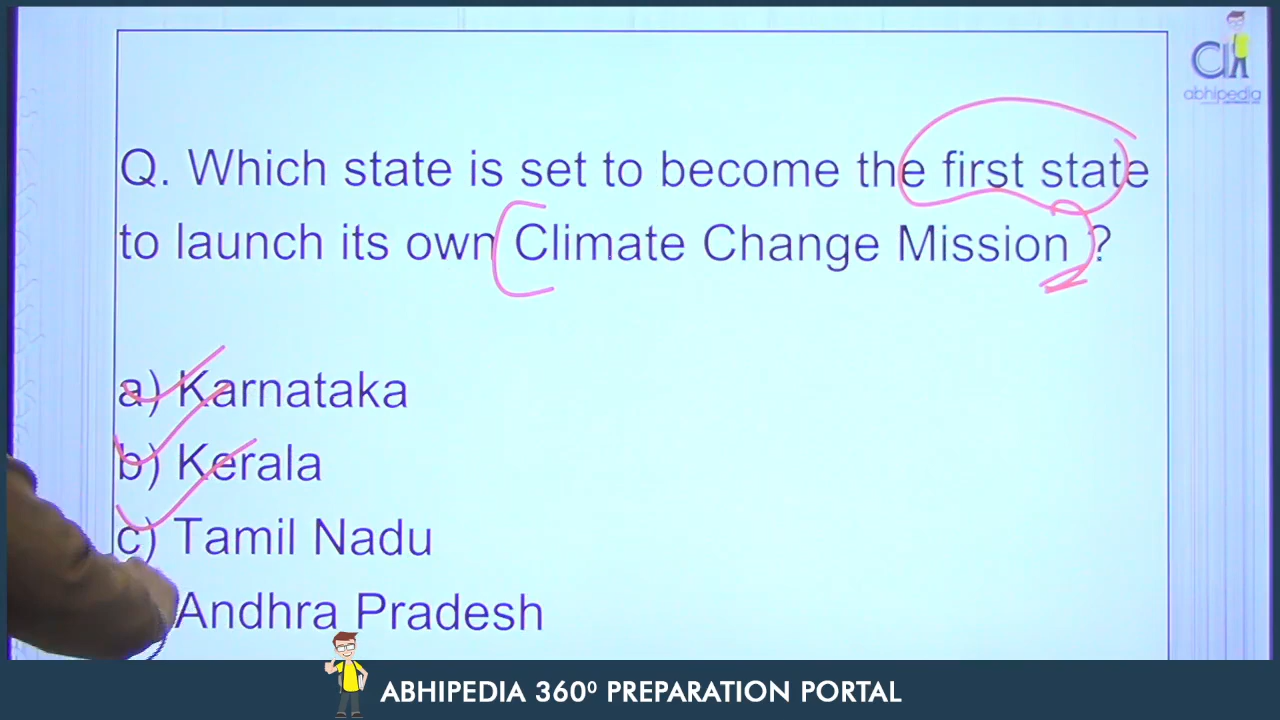 abhipedia
Q. Which state is set to become the first state
to launch its own Climate Change Mission ?
a) Karnataka
b) Kerala
c) Tamil Nadu
Andhra Pradesh
ABHIPEDIA 360⁰ PREPARATION PORTAL